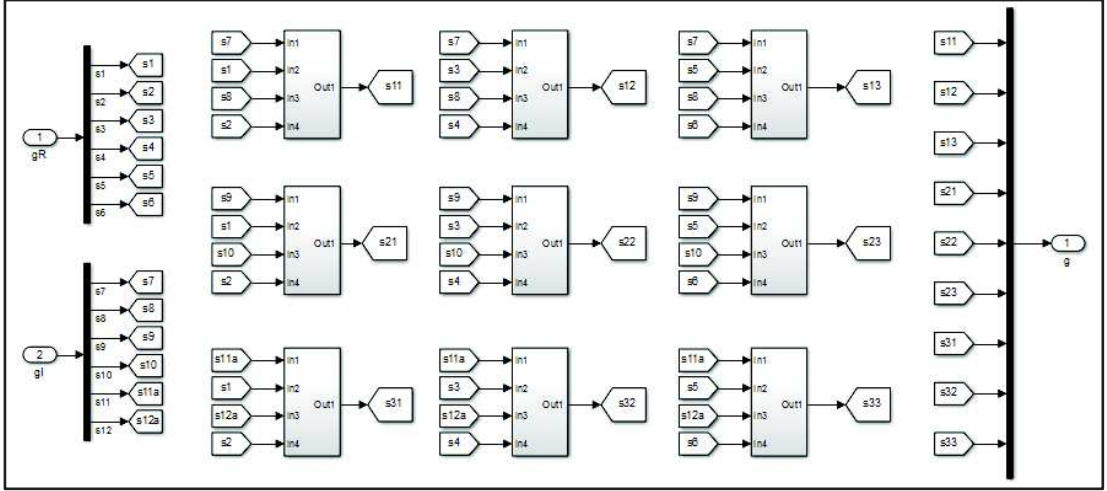 1
gR
s1
s2
s3
s4
s5
s6
s1
s2
s3
s4
s5
s6
2
gI
s7
s8
s9
s10
s11
s12
s7
s8
s9
s10
s11a
s12a
s7
s1
s8
s2
In1
In2
In3
In4
Out1
s11
s7
s3
s8
s4
In1
In2
In3
In4
Out1
s12
s7
s5
s8
s6
In1
In2
In3
In4
Out1
s13
s9
s1
s10
s2
In1
In2
In3
In4
Out1
s21
s9
s3
s10
s4
In1
In2
In3
In4
Out1
s22
s9
s5
s10
s6
In1
In2
In3
In4
Out1
s23
s11a
s1
s12a
s2
In1
In2
In3
In4
Out1
s31
s11a
s3
s12a
s4
In1
In2
In3
In4
Out1
s32
s11a
s5
s12a
s6
In1
In2
In3
In4
Out1
s33
s11
s12
s13
s21
s22
s23
s31
s32
s33
1
g